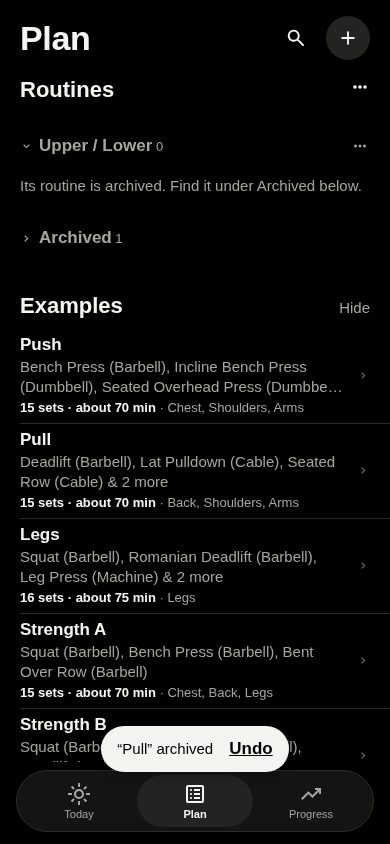 Plan
Routines
Upper / Lower 0
Its routine is archived. Find it under Archived below.
Archived 1
Examples
Hide
Push
Bench Press (Barbell), Incline Bench Press
(Dumbbell), Seated Overhead Press (Dumbbe…
15 sets · about 70 min · Chest, Shoulders, Arms
Pull
Deadlift (Barbell), Lat Pulldown (Cable), Seated
Row (Cable) & 2 more
15 sets · about 70 min · Back, Shoulders, Arms
Legs
Squat (Barbell), Romanian Deadlift (Barbell),
Leg Press (Machine) & 2 more
16 sets · about 75 min · Legs
Strength A
Squat (Barbell), Bench Press (Barbell), Bent
Over Row (Barbell)
15 sets · about 70 min · Chest, Back, Legs
Strength B
Squat (Barb
“Pull” archived Undo
Today
Plan
Progress